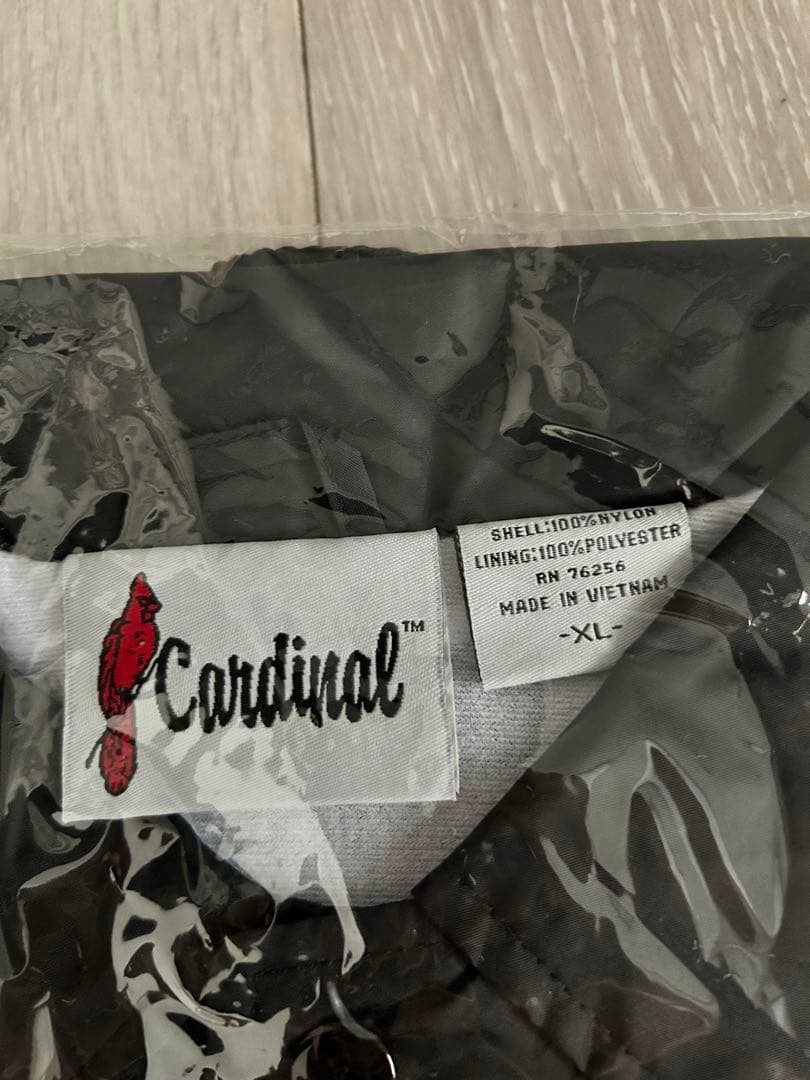 Cardinal™
SHELL:100%NYLON
LINING:100%POLYESTER
RN 76256
MADE IN VIETNAM
-XL-